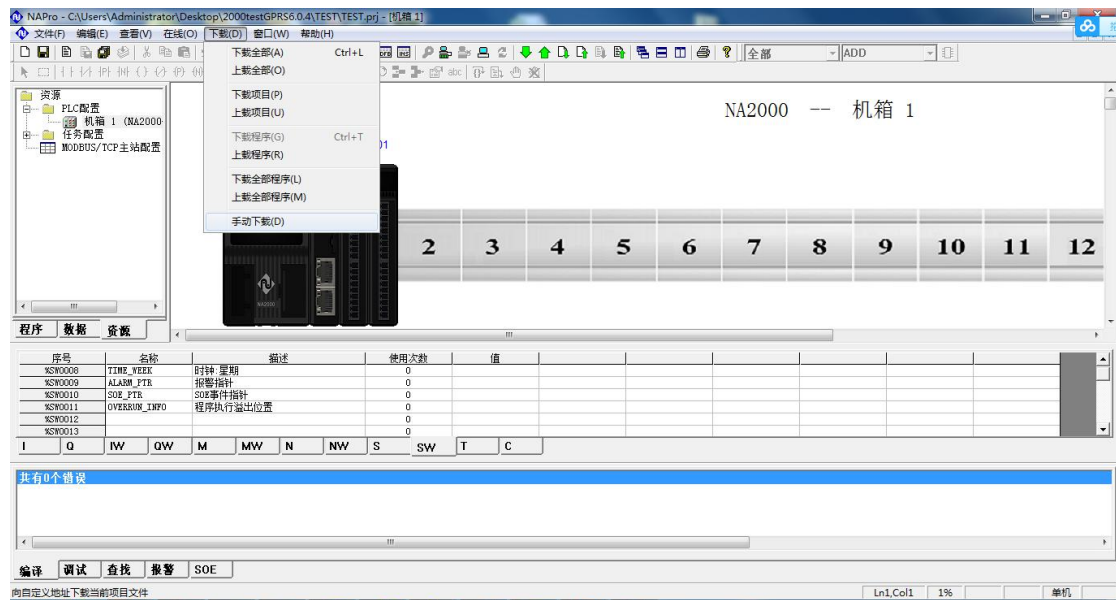 NAPro - C:\Users\Administrator\Desktop\2000testGPRS6.0.4\TEST\TEST.prj - [机箱 1]
文件(F) 编辑(E) 查看(V) 在线(O) 下载(D) 窗口(W) 帮助(H)
全部 ADD
下载全部(A) Ctrl+L
上载全部(O)
下载项目(P)
上载项目(U)
下载程序(G) Ctrl+T
上载程序(R)
下载全部程序(L)
上载全部程序(M)
手动下载(D)
资源
PLC配置
机箱 1 (NA2000
任务配置
MODBUS/TCP主站配置
NA2000 -- 机箱 1
01
2 3 4 5 6 7 8 9 10 11 12
NA2000
程序 数据 资源
序号 名称 描述 使用次数 值
%SW0008 TIME_WEEK 时钟:星期 0
%SW0009 ALARM_PTR 报警指针 0
%SW0010 SOE_PTR SOE事件指针 0
%SW0011 OVERRUN_INFO 程序执行溢出位置 0
%SW0012 0
%SW0013 0
I Q IW QW M MW N NW S SW T C
共有0个错误
编译 调试 查找 报警 SOE
向自定义地址下载当前项目文件 Ln1,Col1 1% 单机